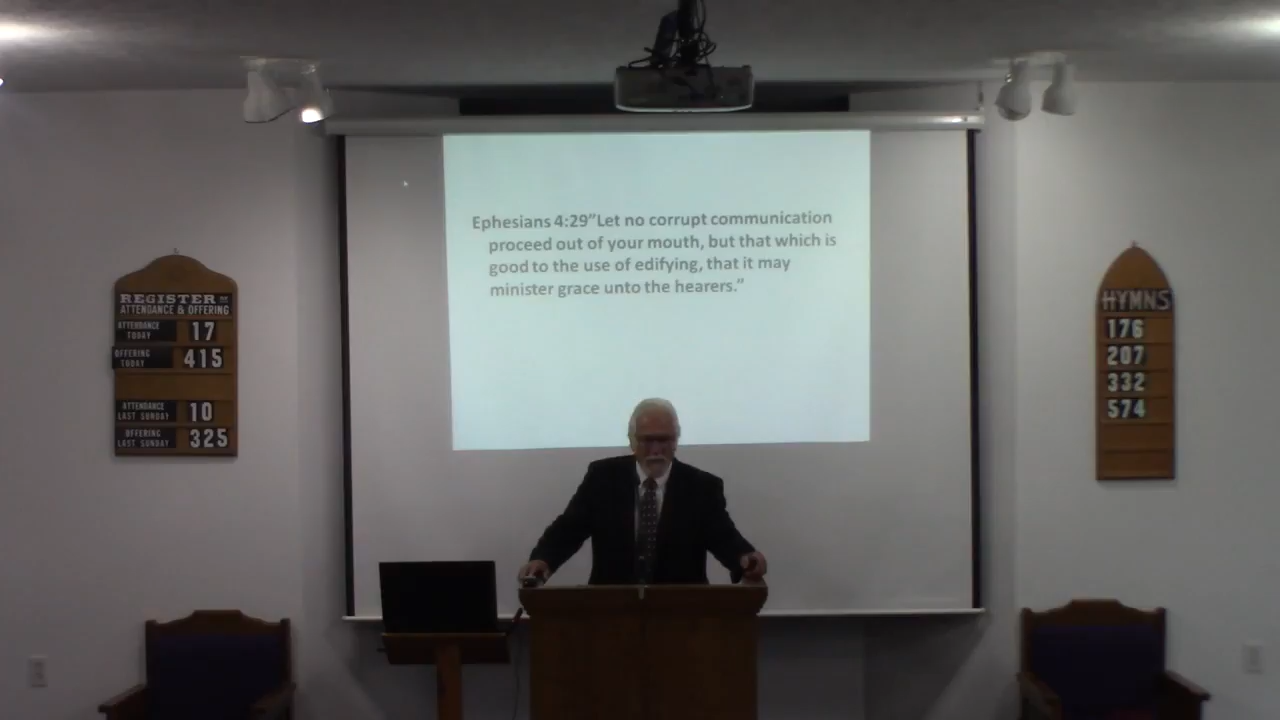 Ephesians 4:29”Let no corrupt communication
proceed out of your mouth, but that which is
good to the use of edifying, that it may
minister grace unto the hearers.”
REGISTER OF
ATTENDANCE & OFFERING
ATTENDANCE
TODAY 17
OFFERING
TODAY 415
ATTENDANCE
LAST SUNDAY 10
OFFERING
LAST SUNDAY 325
HYMNS
176
207
332
574